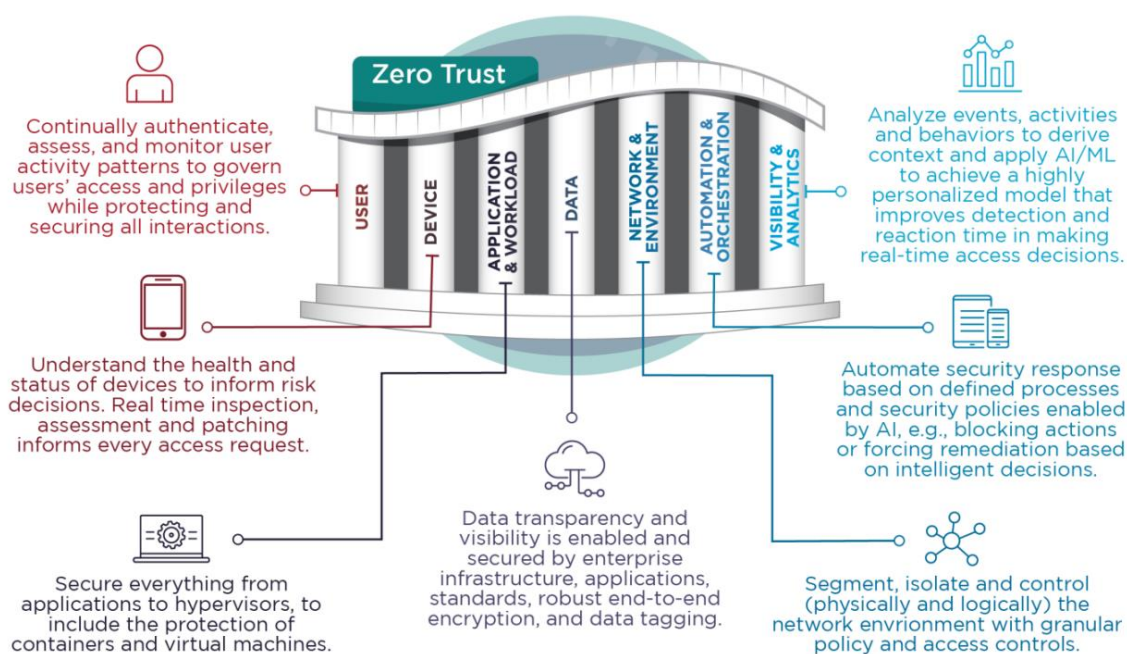 Zero Trust
USER
DEVICE
APPLICATION
& WORKLOAD
DATA
NETWORK &
ENVIRONMENT
AUTOMATION &
ORCHESTRATION
VISIBILITY &
ANALYTICS
Continually authenticate,
assess, and monitor user
activity patterns to govern
users' access and privileges
while protecting and
securing all interactions.
Understand the health and
status of devices to inform risk
decisions. Real time inspection,
assessment and patching
informs every access request.
Secure everything from
applications to hypervisors, to
include the protection of
containers and virtual machines.
Data transparency and
visibility is enabled and
secured by enterprise
infrastructure, applications,
standards, robust end-to-end
encryption, and data tagging.
Segment, isolate and control
(physically and logically) the
network envrionment with granular
policy and access controls.
Automate security response
based on defined processes
and security policies enabled
by AI, e.g., blocking actions
or forcing remediation based
on intelligent decisions.
Analyze events, activities
and behaviors to derive
context and apply AI/ML
to achieve a highly
personalized model that
improves detection and
reaction time in making
real-time access decisions.